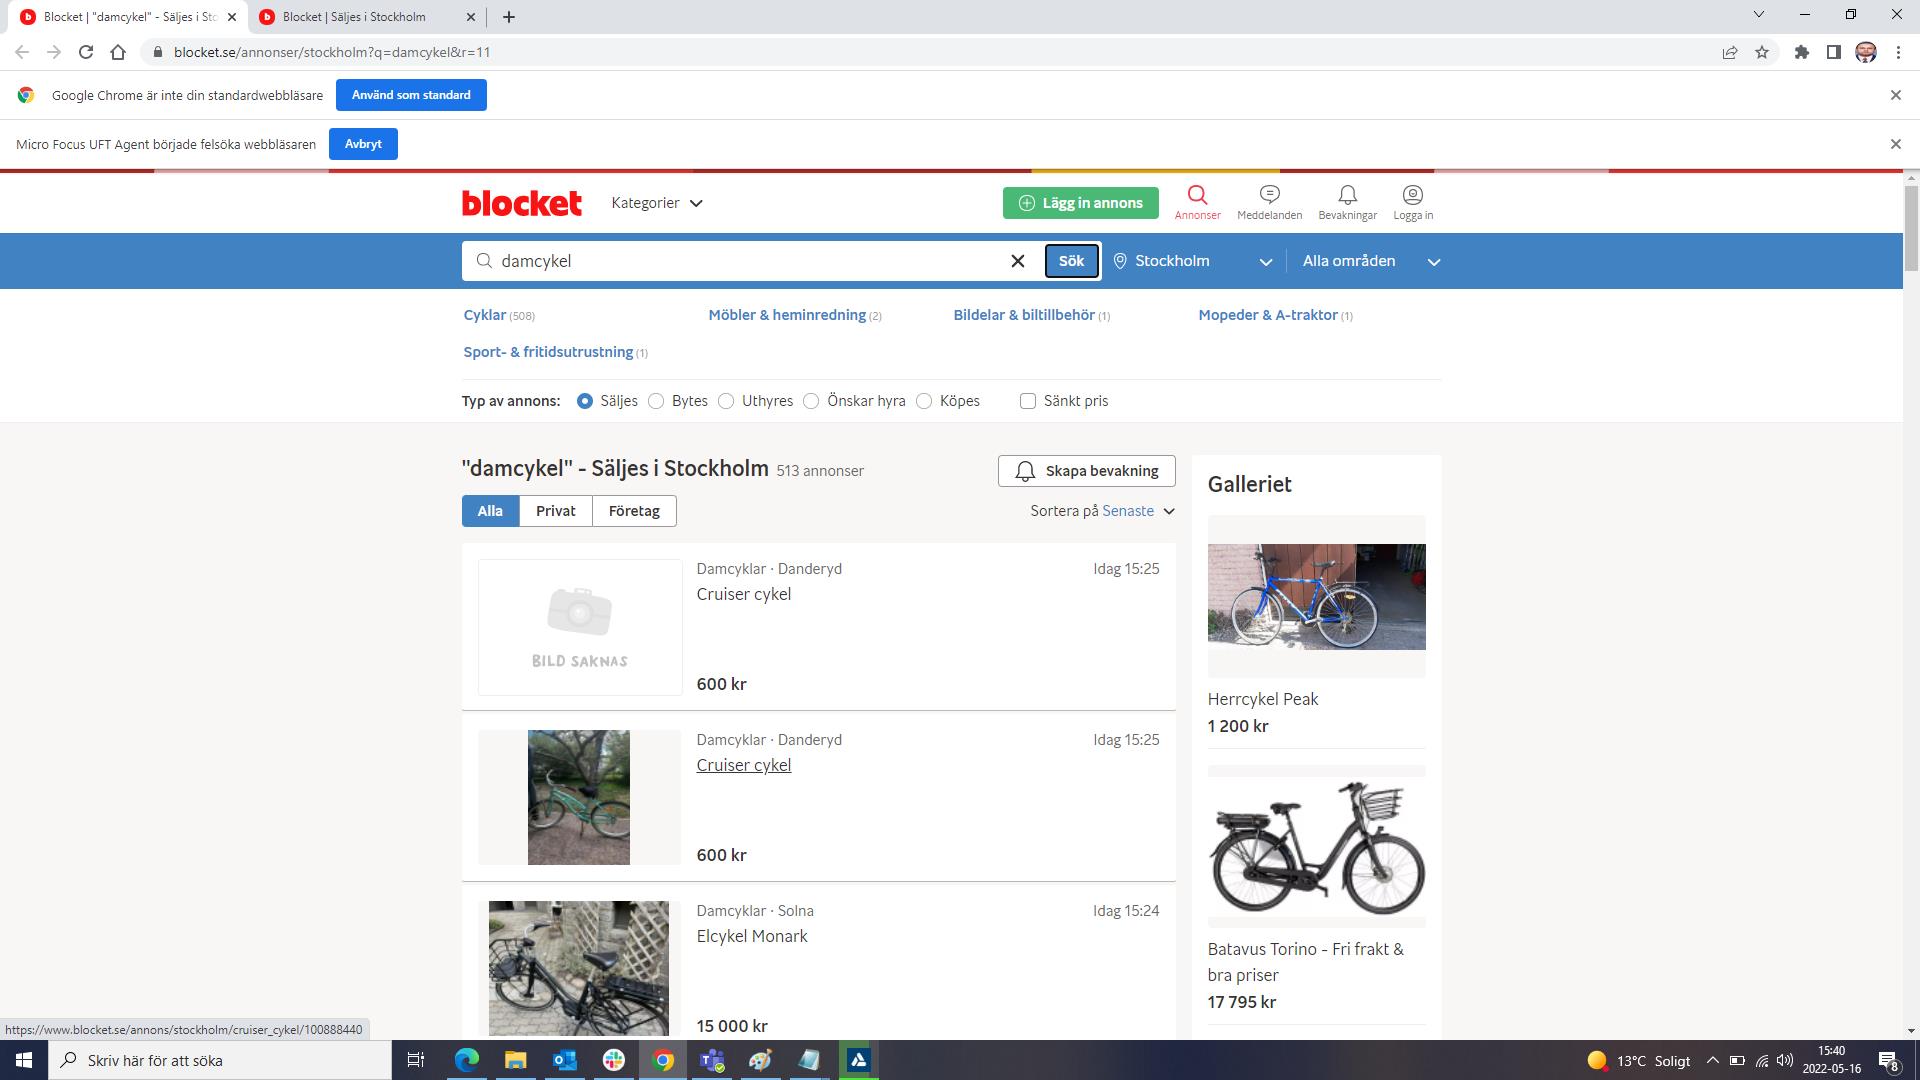 Blocket | "damcykel" - Säljes i Sto
Blocket | Säljes i Stockholm
blocket.se/annonser/stockholm?q=damcykel&r=11
Google Chrome är inte din standardwebbläsare
Använd som standard
Micro Focus UFT Agent började felsöka webbläsaren
Avbryt
blocket
Kategorier
Lägg in annons
Annonser
Meddelanden
Bevakningar
Logga in
damcykel
Sök
Stockholm
Alla områden
Cyklar (508)
Möbler & heminredning (2)
Bildelar & biltillbehör (1)
Mopeder & A-traktor (1)
Sport- & fritidsutrustning (1)
Typ av annons:
Säljes
Bytes
Uthyres
Önskar hyra
Köpes
Sänkt pris
"damcykel" - Säljes i Stockholm 513 annonser
Skapa bevakning
Alla
Privat
Företag
Sortera på Senaste
BILD SAKNAS
Damcyklar · Danderyd
Idag 15:25
Cruiser cykel
600 kr
Damcyklar · Danderyd
Idag 15:25
Cruiser cykel
600 kr
Damcyklar · Solna
Idag 15:24
Elcykel Monark
15 000 kr
Galleriet
Herrcykel Peak
1 200 kr
Batavus Torino - Fri frakt &
bra priser
17 795 kr
https://www.blocket.se/annons/stockholm/cruiser_cykel/100888440
Skriv här för att söka
13°C Soligt
15:40
2022-05-16
8